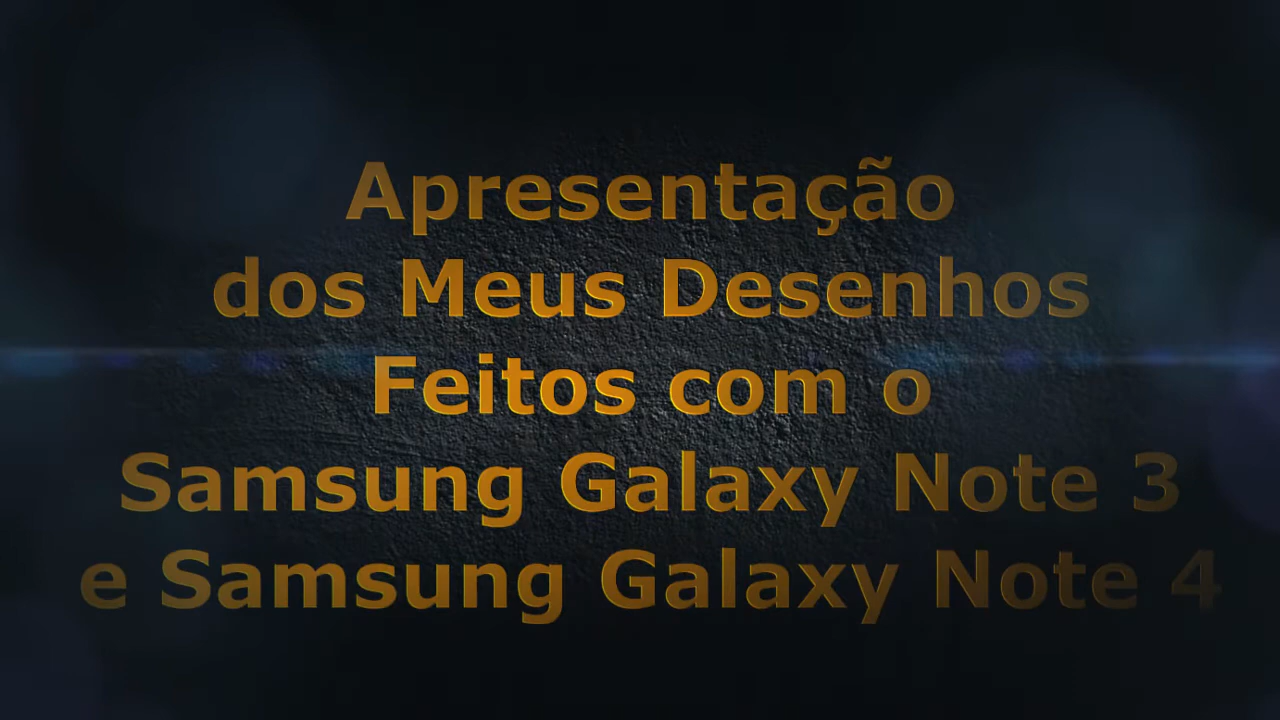 Apresentação
dos Meus Desenhos
Feitos com o
Samsung Galaxy Note 3
e Samsung Galaxy Note 4